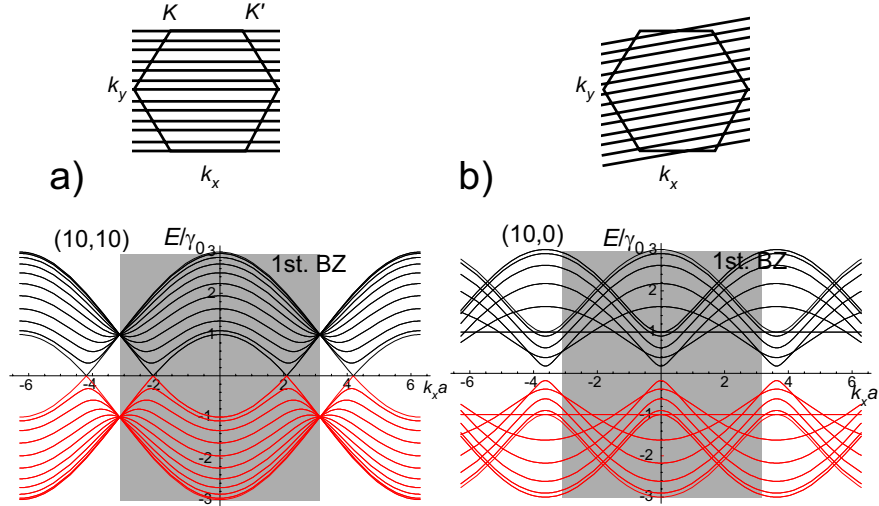 K K'
k_y
k_x
a)
k_y
k_x
b)
(10,10)
E/γ_0
1st. BZ
3
2
1
-6 -4 -2 2 4 6
k_x a
-1
-2
-3
(10,0)
E/γ_0
1st. BZ
3
2
1
-6 -4 -2 2 4 6
k_x a
1
-2
-3